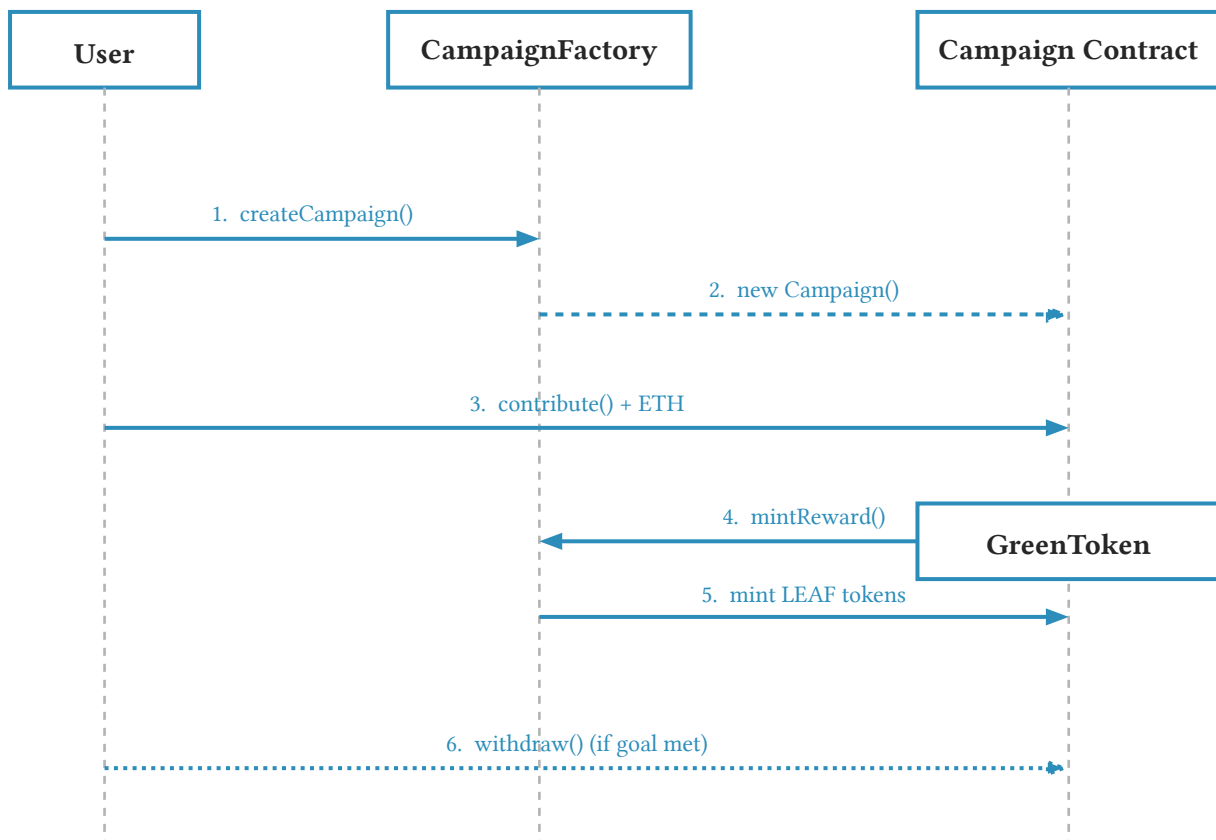 User
CampaignFactory
Campaign Contract
1. createCampaign()
2. new Campaign()
3. contribute() + ETH
4. mintReward()
GreenToken
5. mint LEAF tokens
6. withdraw() (if goal met)